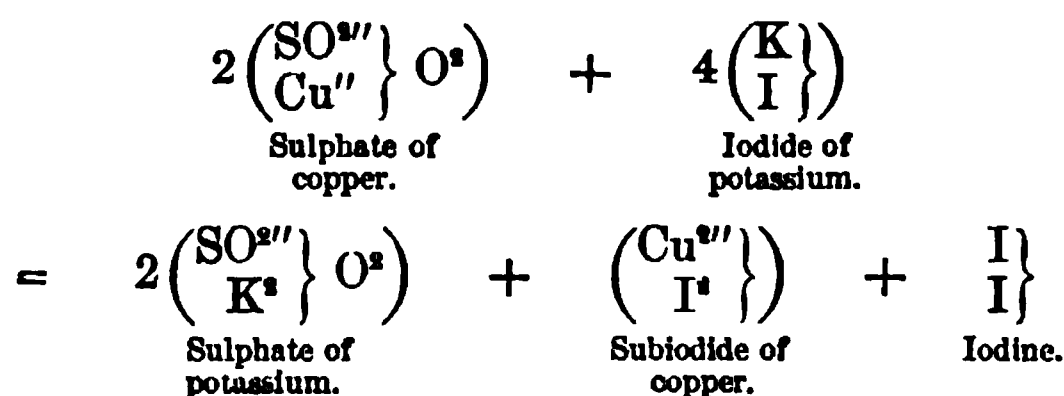 2(SO²″ Cu″} O²) + 4(K I})
Sulphate of copper. Iodide of potassium.
= 2(SO²″ K²} O²) + (Cu²″ I²}) + I I}
Sulphate of potassium. Subiodide of copper. Iodine.